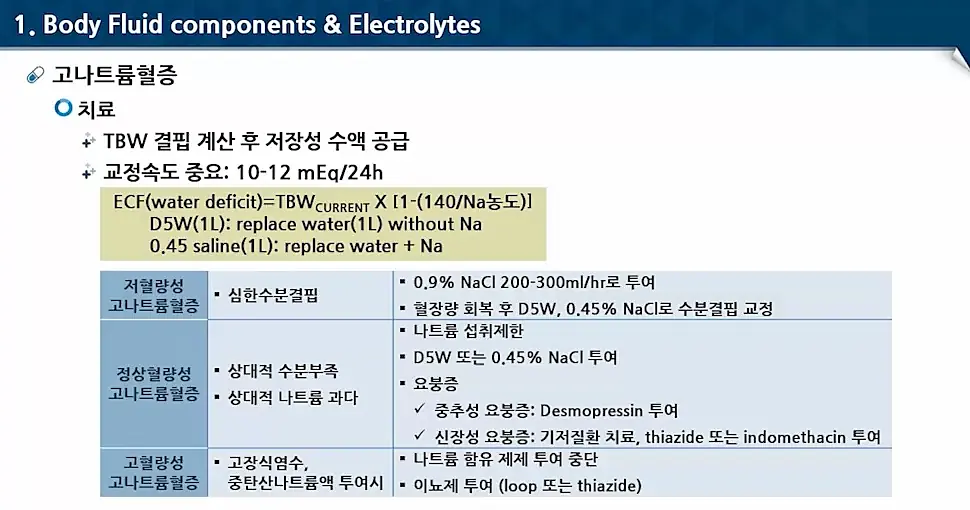 1. Body Fluid components & Electrolytes
고나트륨혈증
치료
TBW 결핍 계산 후 저장성 수액 공급
교정속도 중요: 10-12 mEq/24h
ECF(water deficit)=TBWCURRENT X [1-(140/Na농도)]
D5W(1L): replace water(1L) without Na
0.45 saline(1L): replace water + Na
저혈량성
고나트륨혈증
▪ 심한수분결핍
▪ 0.9% NaCl 200-300ml/hr로 투여
▪ 혈장량 회복 후 D5W, 0.45% NaCl로 수분결핍 교정
정상혈량성
고나트륨혈증
▪ 상대적 수분부족
▪ 상대적 나트륨 과다
▪ 나트륨 섭취제한
▪ D5W 또는 0.45% NaCl 투여
▪ 요붕증
✓ 중추성 요붕증: Desmopressin 투여
✓ 신장성 요붕증: 기저질환 치료, thiazide 또는 indomethacin 투여
고혈량성
고나트륨혈증
▪ 고장식염수,
중탄산나트륨액 투여시
▪ 나트륨 함유 제제 투여 중단
▪ 이뇨제 투여 (loop 또는 thiazide)